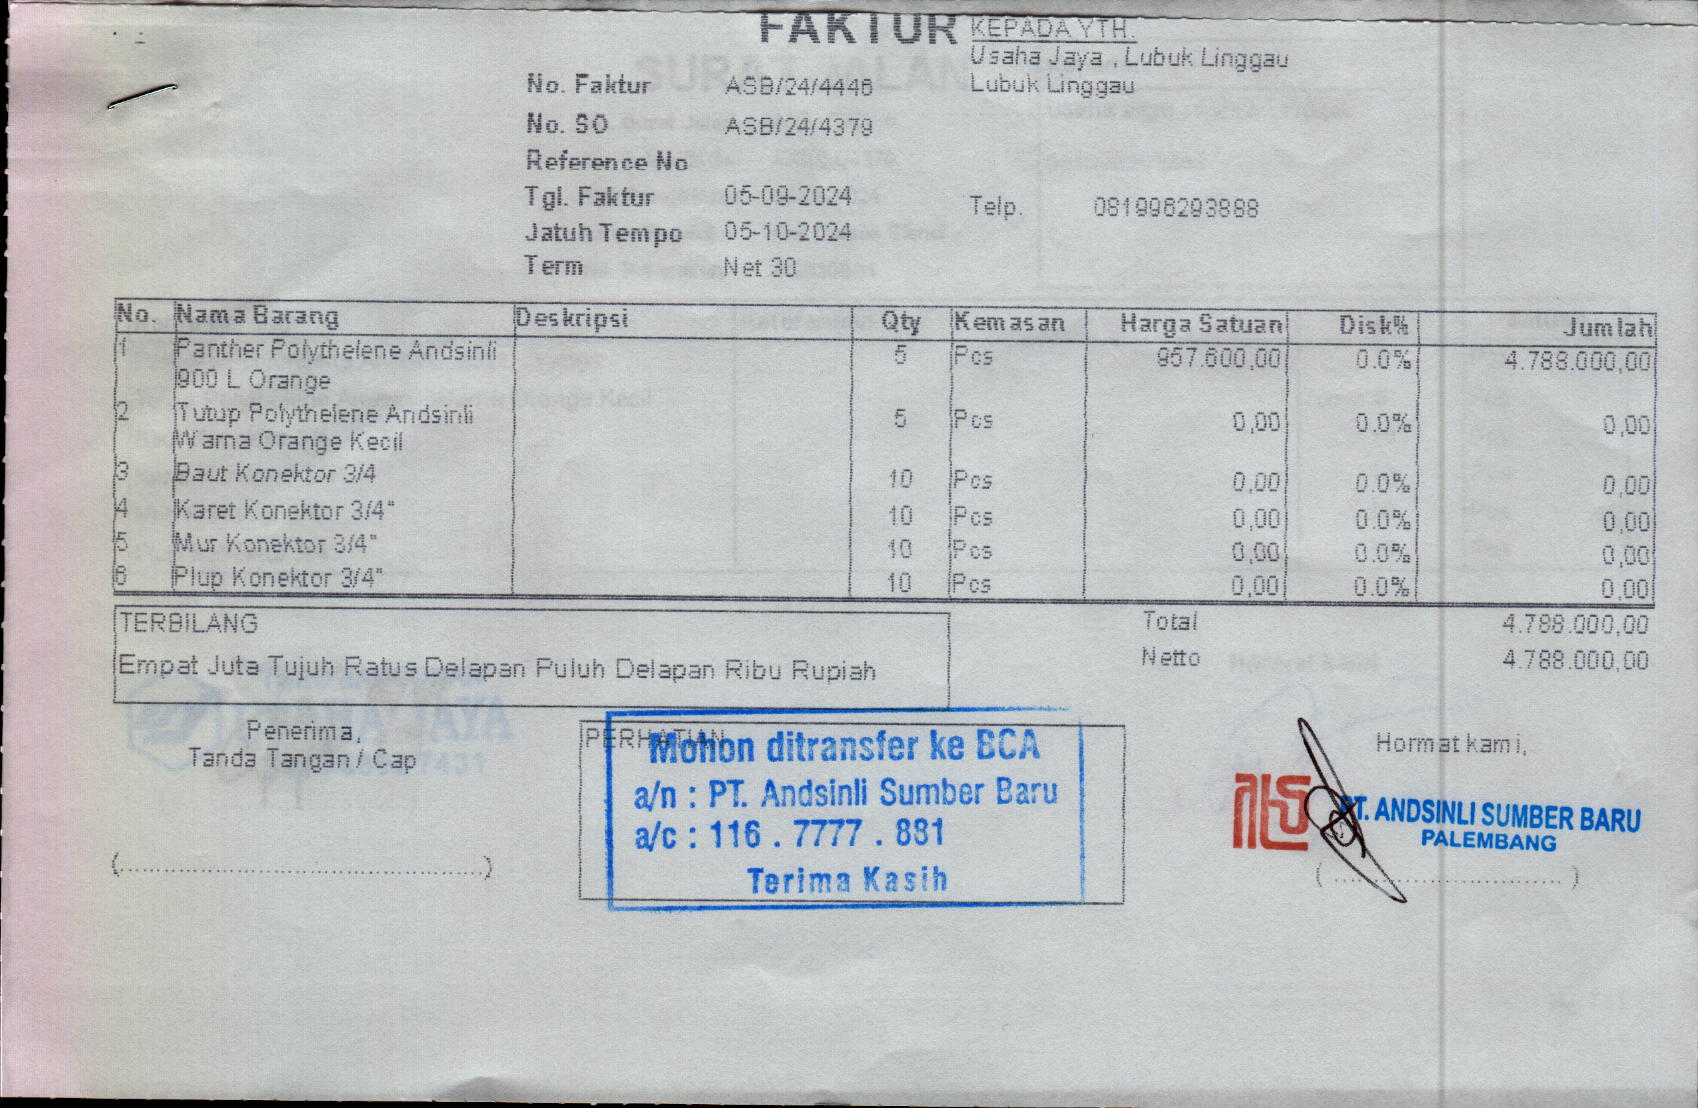 FAKTUR
KEPADA YTH.
Usaha Jaya , Lubuk Linggau
Lubuk Linggau
No. Faktur ASB/24/4446
No. SO ASB/24/4379
Reference No
Tgl. Faktur 05-09-2024
Telp. 081996293888
Jatuh Tempo 05-10-2024
Term Net 30
No. Nama Barang Deskripsi Qty Kemasan Harga Satuan Disk% Jumlah
1 Panther Polythelene Andsinli 5 Pcs 957.600,00 0.0% 4.788.000,00
900 L Orange
2 Tutup Polythelene Andsinli 5 Pcs 0,00 0.0% 0,00
Warna Orange Kecil
3 Baut Konektor 3/4 10 Pcs 0,00 0.0% 0,00
4 Karet Konektor 3/4" 10 Pcs 0,00 0.0% 0,00
5 Mur Konektor 3/4" 10 Pcs 0,00 0.0% 0,00
6 Plup Konektor 3/4" 10 Pcs 0,00 0.0% 0,00
TERBILANG
Empat Juta Tujuh Ratus Delapan Puluh Delapan Ribu Rupiah
Total 4.788.000,00
Netto 4.788.000,00
Penerima,
Tanda Tangan / Cap
(..................................................)
PERHATIAN
Mohon ditransfer ke BCA
a/n : PT. Andsinli Sumber Baru
a/c : 116 . 7777 . 881
Terima Kasih
Hormat kami,
PT. ANDSINLI SUMBER BARU
PALEMBANG
(..................................)